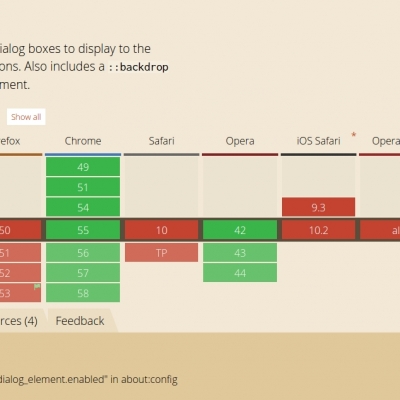 ialog boxes to display to the
ons. Also includes a ::backdrop
ment.
Show all
efox Chrome Safari Opera iOS Safari * Opera
49
51
54 9.3
50 55 10 42 10.2 al
51 56 TP 43
52 57 44
53 58
rces (4) Feedback
dialog_element.enabled" in about:config